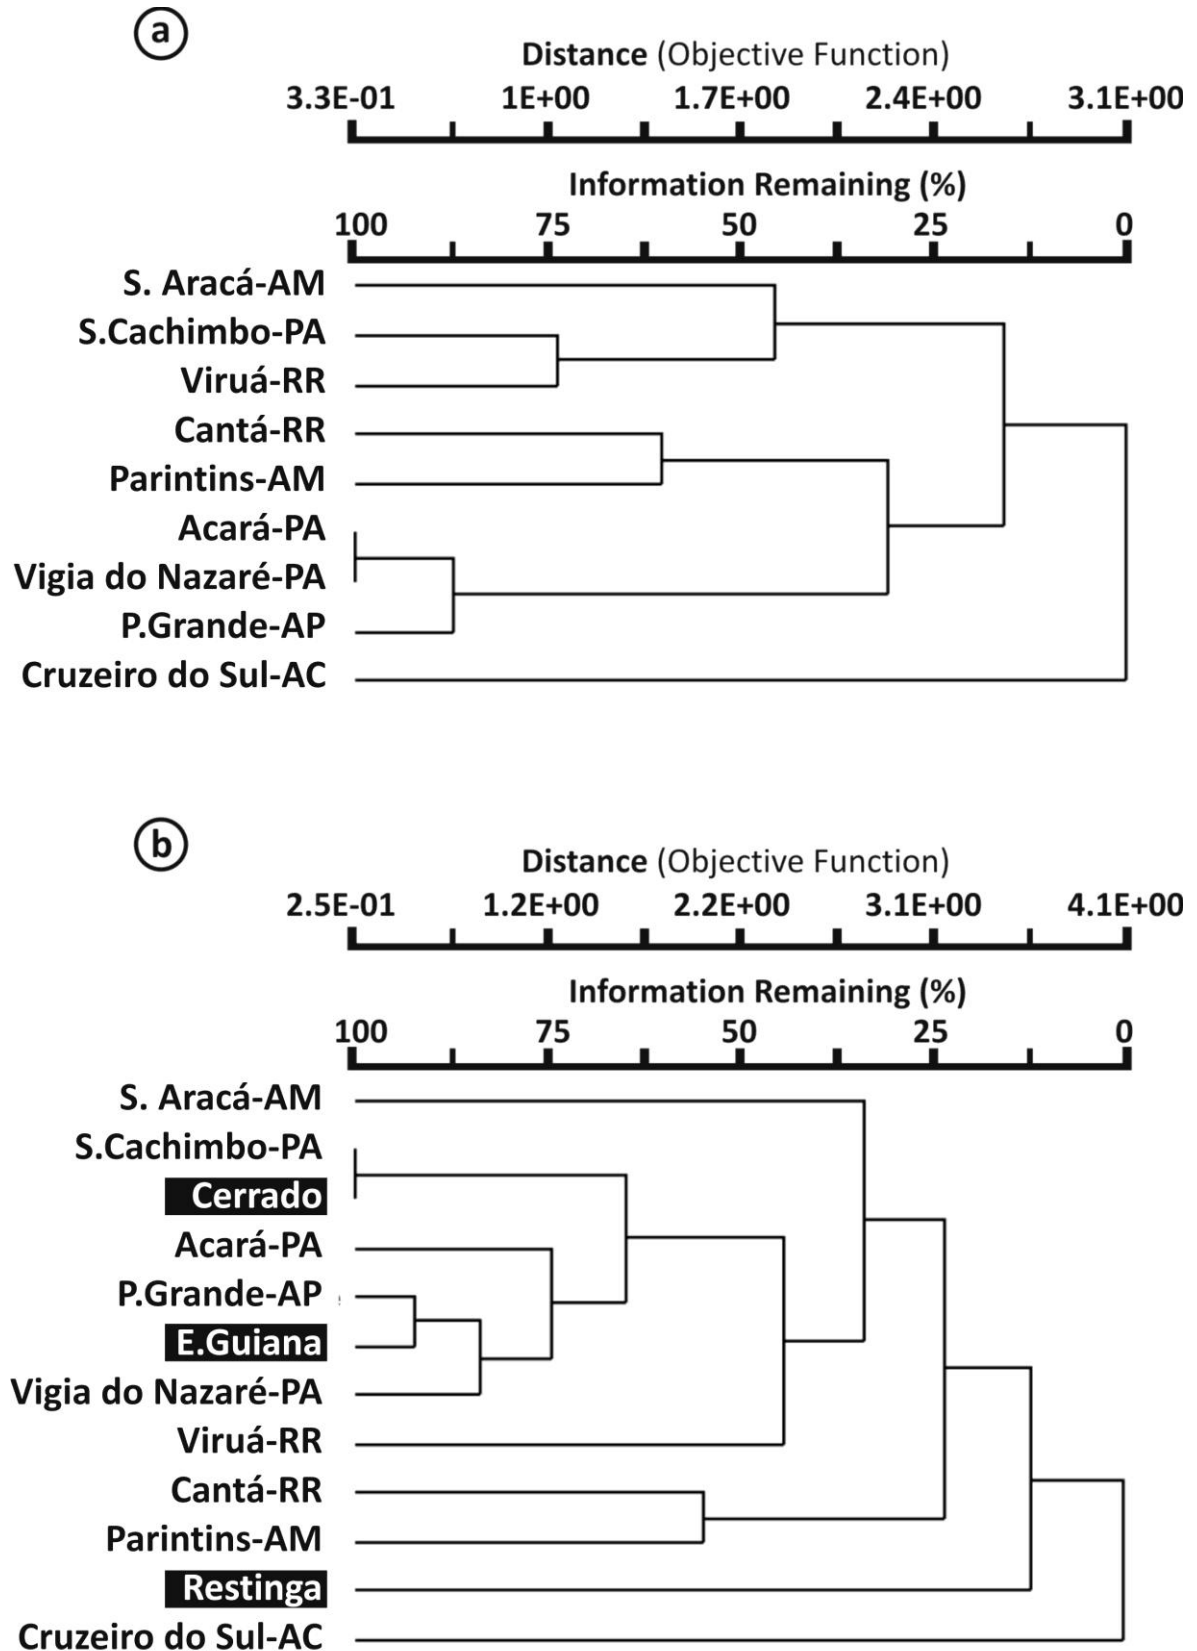 a
Distance (Objective Function)
3.3E-01 1E+00 1.7E+00 2.4E+00 3.1E+00
Information Remaining (%)
100 75 50 25 0
S. Aracá-AM
S.Cachimbo-PA
Viruá-RR
Cantá-RR
Parintins-AM
Acará-PA
Vigia do Nazaré-PA
P.Grande-AP
Cruzeiro do Sul-AC
b
Distance (Objective Function)
2.5E-01 1.2E+00 2.2E+00 3.1E+00 4.1E+00
Information Remaining (%)
100 75 50 25 0
S. Aracá-AM
S.Cachimbo-PA
Cerrado
Acará-PA
P.Grande-AP
E.Guiana
Vigia do Nazaré-PA
Viruá-RR
Cantá-RR
Parintins-AM
Restinga
Cruzeiro do Sul-AC